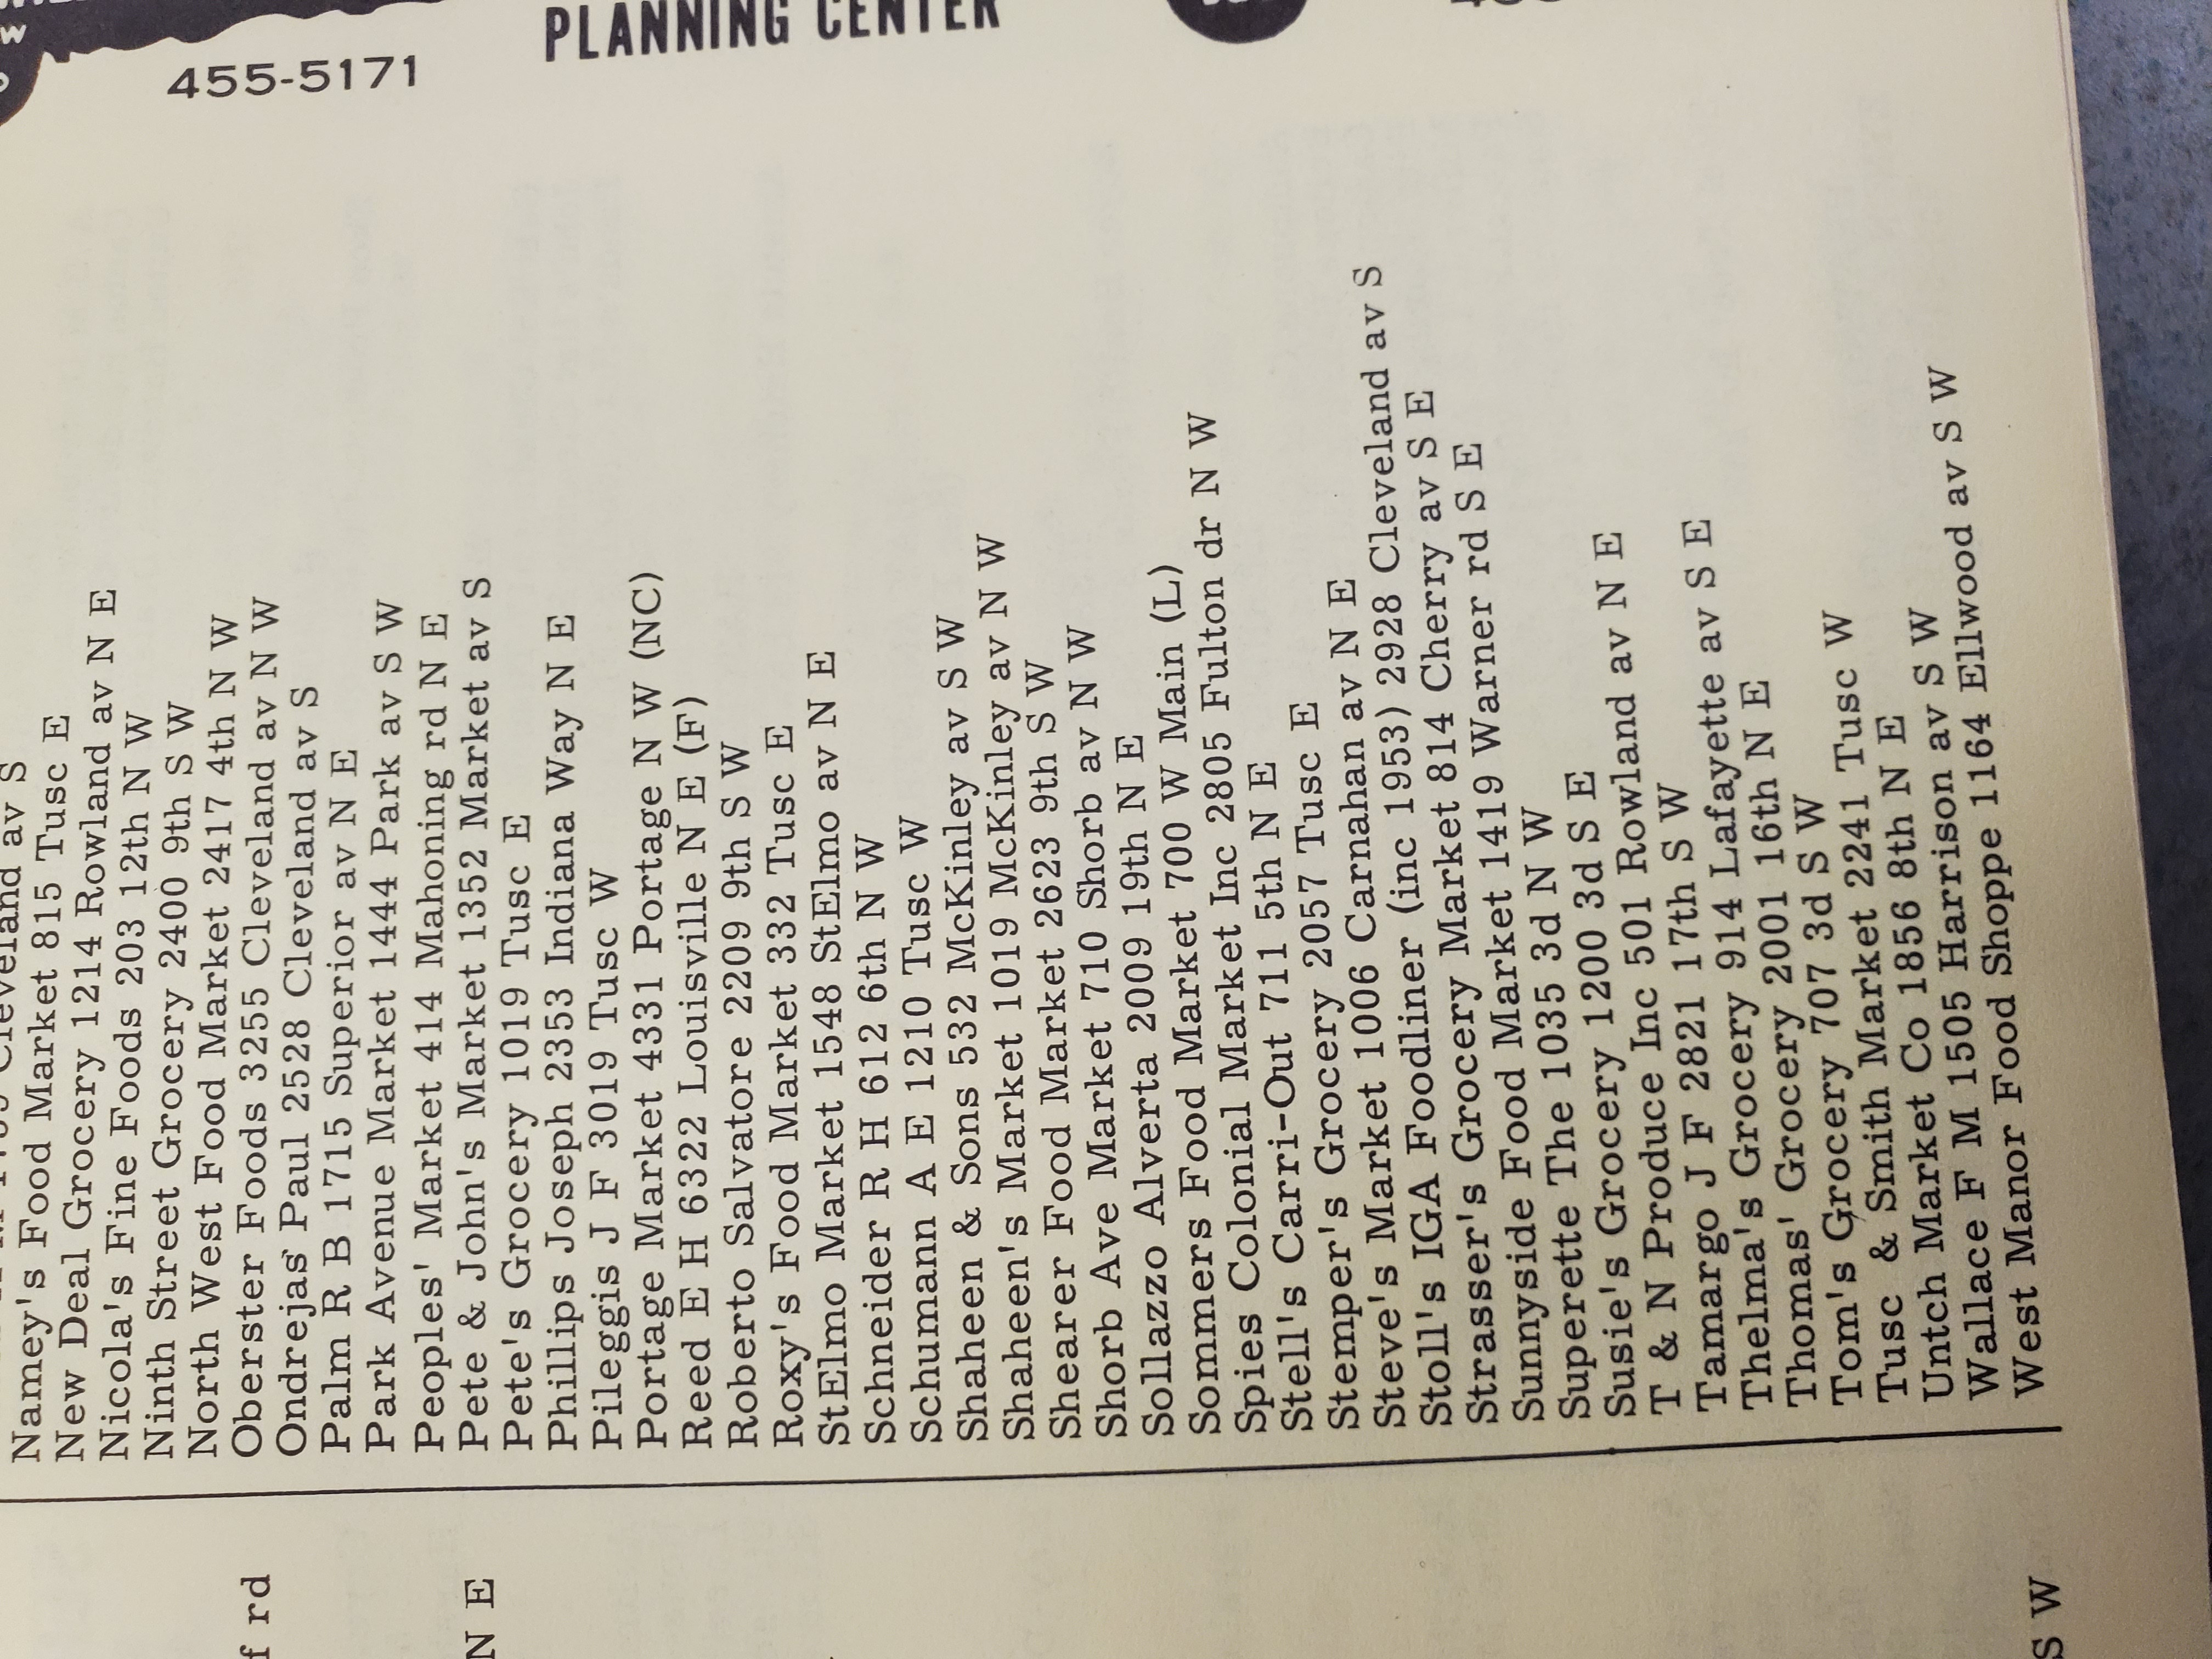 455-5171
PLANNING CENTER
Cleveland av S
Namey's Food Market 815 Tusc E
New Deal Grocery 1214 Rowland av N E
Nicola's Fine Foods 203 12th N W
Ninth Street Grocery 2400 9th S W
North West Food Market 2417 4th N W
Oberster Foods 3255 Cleveland av N W
Ondrejas Paul 2528 Cleveland av S
Palm R B 1715 Superior av N E
Park Avenue Market 1444 Park av S W
Peoples' Market 414 Mahoning rd N E
Pete & John's Market 1352 Market av S
Pete's Grocery 1019 Tusc E
Phillips Joseph 2353 Indiana Way N E
Pileggis J F 3019 Tusc W
Portage Market 4331 Portage N W (NC)
Reed E H 6322 Louisville N E (F)
Roberto Salvatore 2209 9th S W
Roxy's Food Market 332 Tusc E
StElmo Market 1548 StElmo av N E
Schneider R H 612 6th N W
Schumann A E 1210 Tusc W
Shaheen & Sons 532 McKinley av S W
Shaheen's Market 1019 McKinley av N W
Shearer Food Market 2623 9th S W
Shorb Ave Market 710 Shorb av N W
Sollazzo Alverta 2009 19th N E
Sommers Food Market 700 W Main (L)
Spies Colonial Market Inc 2805 Fulton dr N W
Stell's Carri-Out 711 5th N E
Stemper's Grocery 2057 Tusc E
Steve's Market 1006 Carnahan av N E
Stoll's IGA Foodliner (inc 1953) 2928 Cleveland av S
Strasser's Grocery Market 814 Cherry av S E
Sunnyside Food Market 1419 Warner rd S E
Superette The 1035 3d N W
Susie's Grocery 1200 3d S E
T & N Produce Inc 501 Rowland av N E
Tamargo J F 2821 17th S W
Thelma's Grocery 914 Lafayette av S E
Thomas' Grocery 2001 16th N E
Tom's Grocery 707 3d S W
Tusc & Smith Market 2241 Tusc W
Untch Market Co 1856 8th N E
Wallace F M 1505 Harrison av S W
West Manor Food Shoppe 1164 Ellwood av S W
f rd
N E
S W